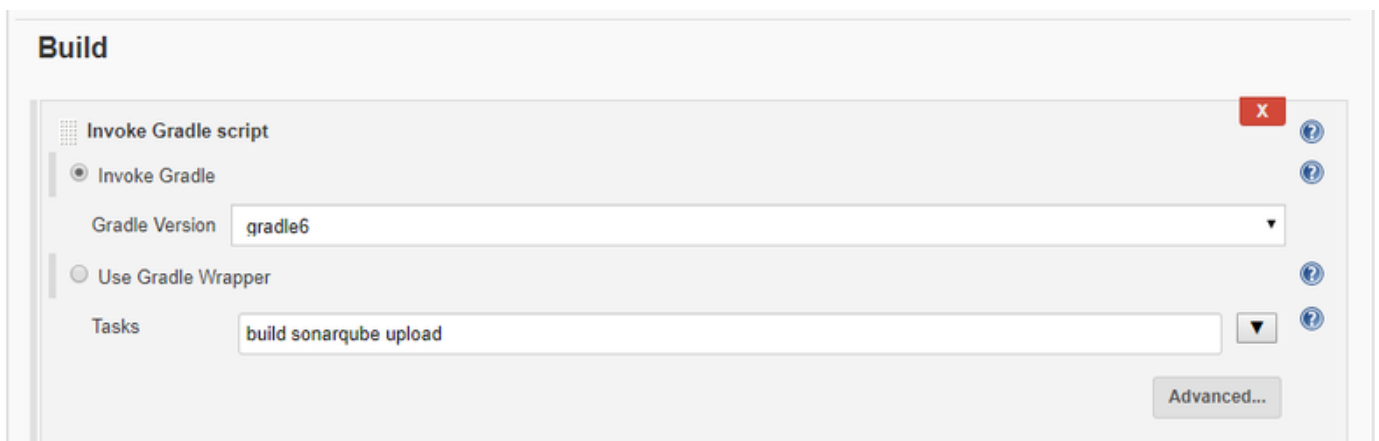 Build
X
Invoke Gradle script
Invoke Gradle
Gradle Version gradle6
Use Gradle Wrapper
Tasks build sonarqube upload
Advanced...